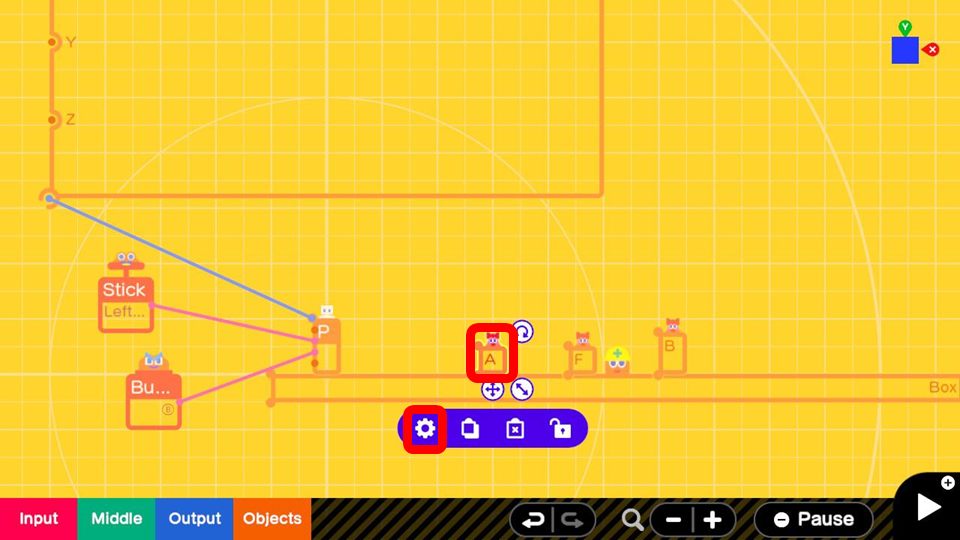 Y
Y
X
Z
Stick
Left...
P
Bu...
B
A
F
B
Box
Input
Middle
Output
Objects
Pause